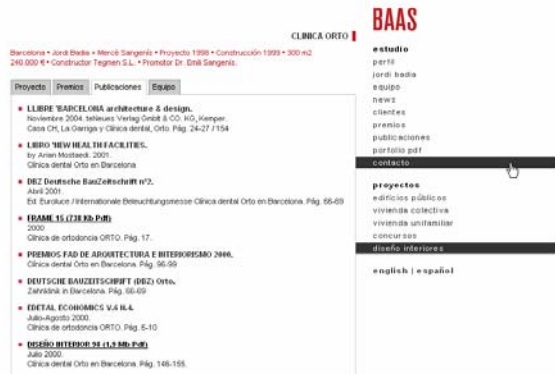 CLINICA ORTO
Barcelona • Jordi Badia + Mercè Sangenís • Proyecto 1998 • Construcción 1999 • 300 m2
240.000 € • Constructor Tegmen S.L. • Promotor Dr. Emili Sangenís.
Proyecto Premios Publicaciones Equipo
LLIBRE 'BARCELONA architecture & design.
Noviembre 2004. teNeues Verlag Gmbit & CO. KG, Kemper.
Casa CH, La Garriga y Clínica dental, Orto. Pág. 24-27 / 154
LIBRO 'NEW HEALTH FACILITIES.
by Arian Mostaedi. 2001.
Clínica dental Orto en Barcelona
DBZ Deutsche BauZeitschrift nº2.
Abril 2001.
Ed. Euroluce / Internationale Beleuchtungsmesse Clínica dental Orto en Barcelona. Pág. 66-69
FRAME 15 (738 Kb Pdf)
2000
Clínica de ortodoncia ORTO. Pág. 17.
PREMIOS FAD DE ARQUITECTURA E INTERIORISMO 2000.
Clínica dental Orto en Barcelona. Pág. 96-99
DEUTSCHE BAUZEITSCHRIFT (DBZ) Orto.
Zahnklinik in Barcelona. Pág. 66-69
EDETAL ECONOMICS V.6 N.4.
Julio-Agosto 2000.
Clínica de ortodoncia ORTO. Pág. 8-10
DISEÑO INTERIOR 98 (1,9 Mb Pdf)
Julio 2000.
Clínica dental Orto en Barcelona. Pág. 146-155.
BAAS
estudio
perfil
jordi badia
equipo
news
clientes
premios
publicaciones
porfolio pdf
contacto
proyectos
edificios públicos
vivienda colectiva
vivienda unifamiliar
concursos
diseño interiores
english | español